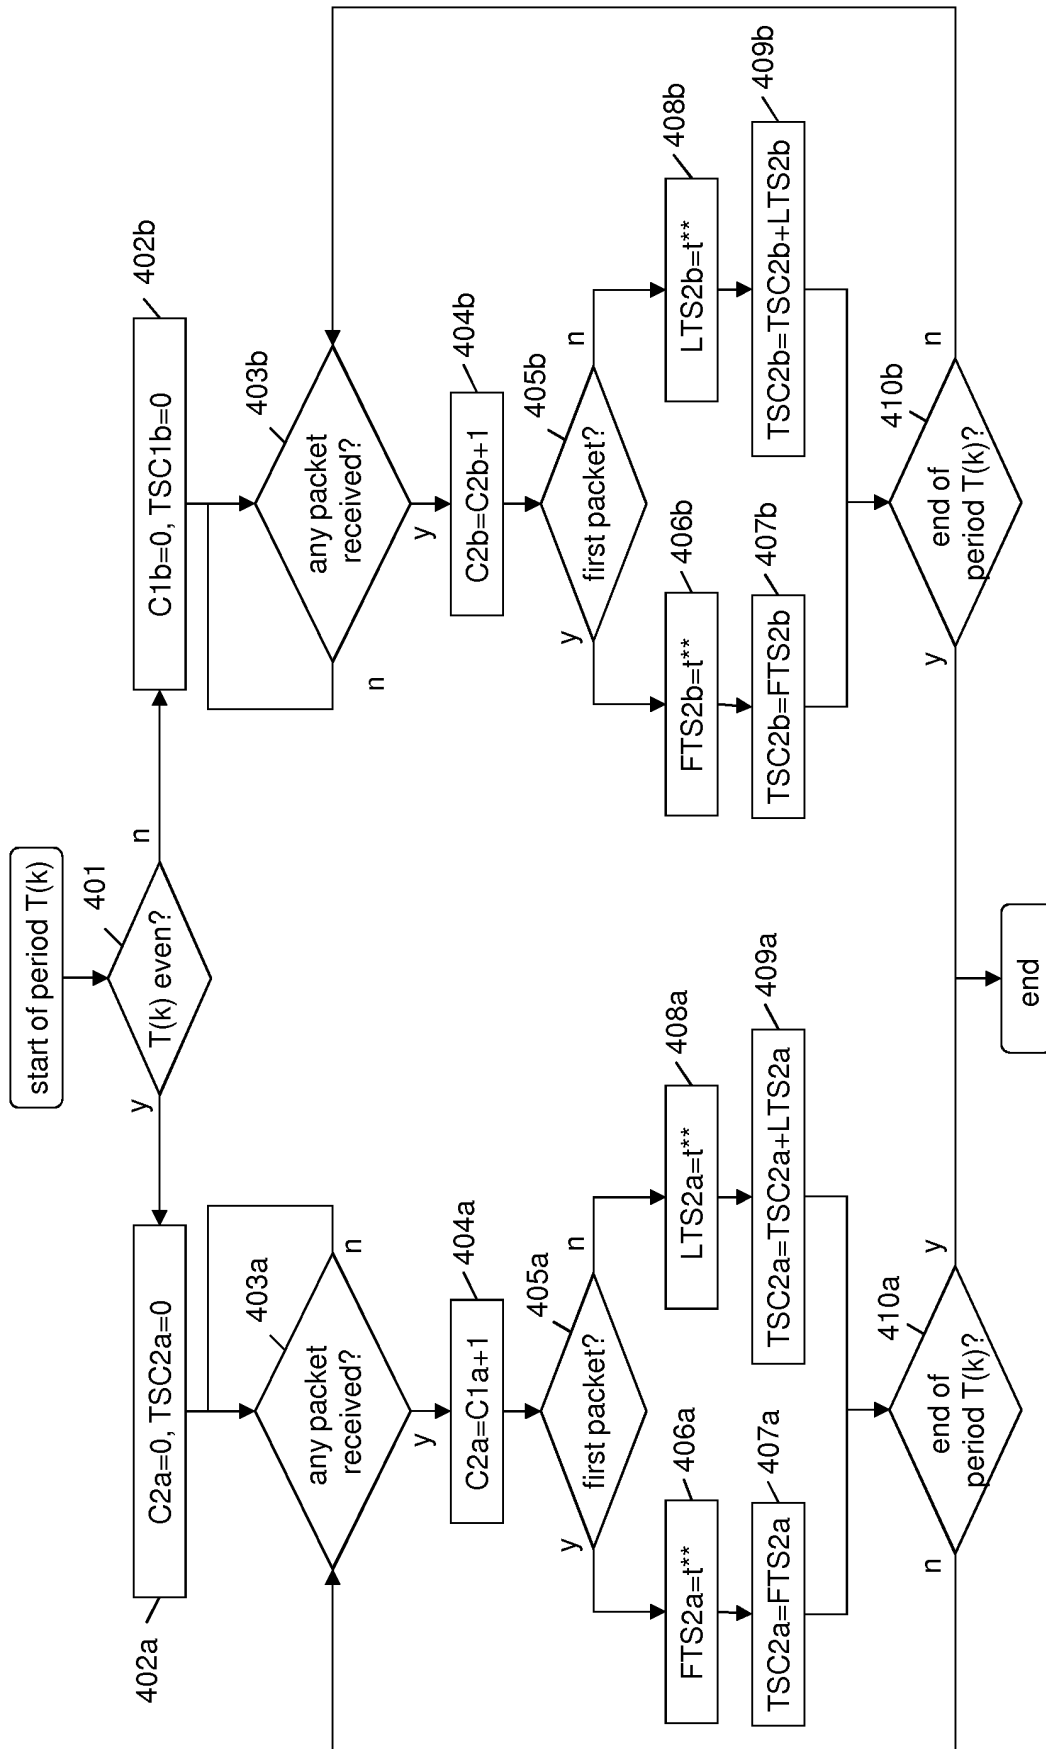 start of period T(k)
401
T(k) even?
y
n
402a
C2a=0, TSC2a=0
403a
any packet
received?
n
y
404a
C2a=C1a+1
405a
first packet?
y
n
406a
FTS2a=t**
408a
LTS2a=t**
407a
TSC2a=FTS2a
409a
TSC2a=TSC2a+LTS2a
410a
end of
period T(k)?
n
y
402b
C1b=0, TSC1b=0
403b
any packet
received?
n
y
404b
C2b=C2b+1
405b
first packet?
y
n
406b
FTS2b=t**
408b
LTS2b=t**
407b
TSC2b=FTS2b
409b
TSC2b=TSC2b+LTS2b
410b
end of
period T(k)?
y
n
end